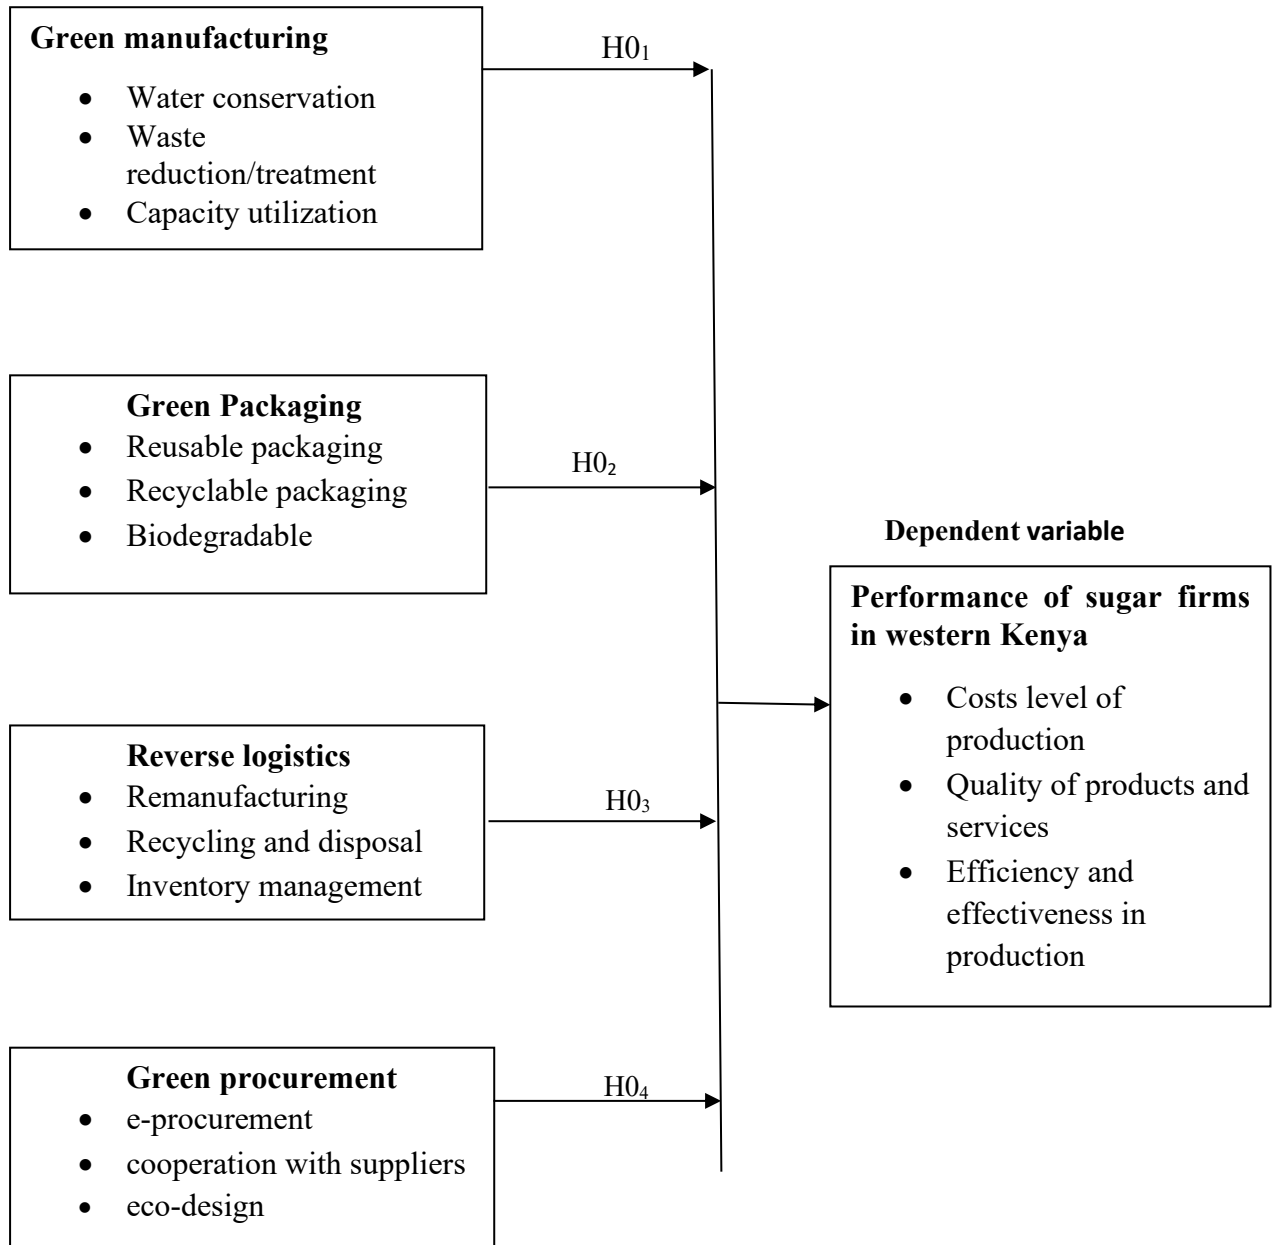 Green manufacturing
• Water conservation
• Waste
reduction/treatment
• Capacity utilization
H0₁
Green Packaging
• Reusable packaging
• Recyclable packaging
• Biodegradable
H0₂
Reverse logistics
• Remanufacturing
• Recycling and disposal
• Inventory management
H0₃
Green procurement
• e-procurement
• cooperation with suppliers
• eco-design
H0₄
Dependent variable
Performance of sugar firms
in western Kenya
• Costs level of
production
• Quality of products and
services
• Efficiency and
effectiveness in
production